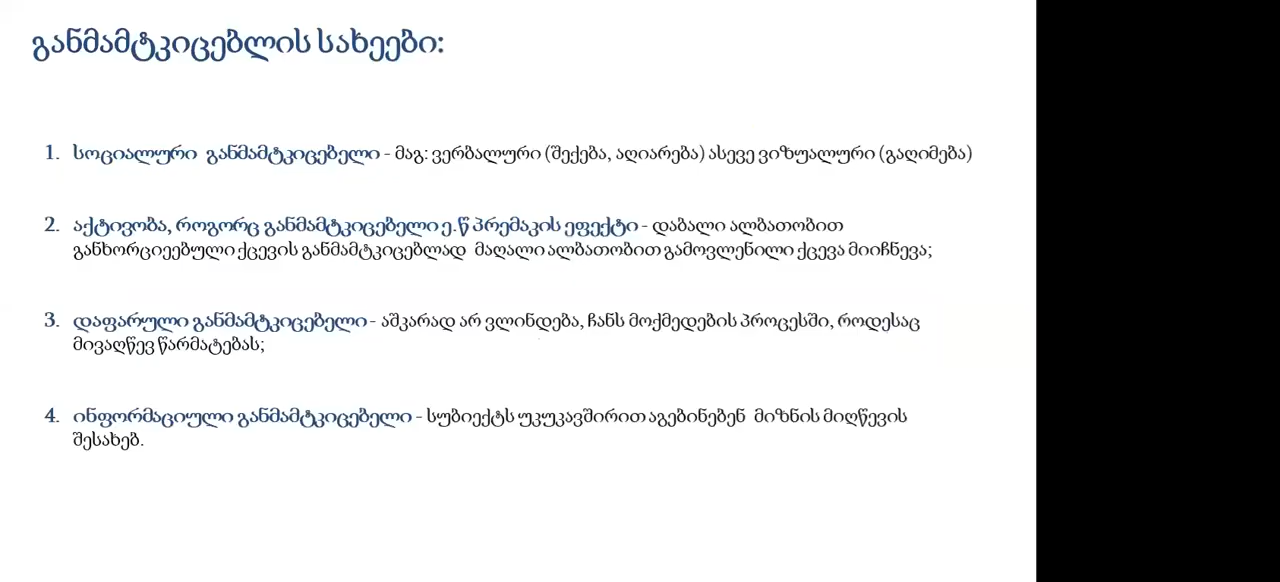 განმამტკიცებლის სახეები:
1. სოციალური განმამტკიცებელი - მაგ: ვერბალური (შექება, აღიარება) ასევე ვიზუალური (გაღიმება)
2. აქტივობა, როგორც განმამტკიცებელი ე.წ პრემაკის ეფექტი - დაბალი ალბათობით
განხორციეებული ქცევის განმამტკიცებლად მაღალი ალბათობით გამოვლენილი ქცევა მიიჩნევა;
3. დაფარული განმამტკიცებელი - აშკარად არ ვლინდება, ჩანს მოქმედების პროცესში, როდესაც
მივაღწევ წარმატებას;
4. ინფორმაციული განმამტკიცებელი - სუბიექტს უკუკავშირით აგებინებენ მიზნის მიღწევის
შესახებ.